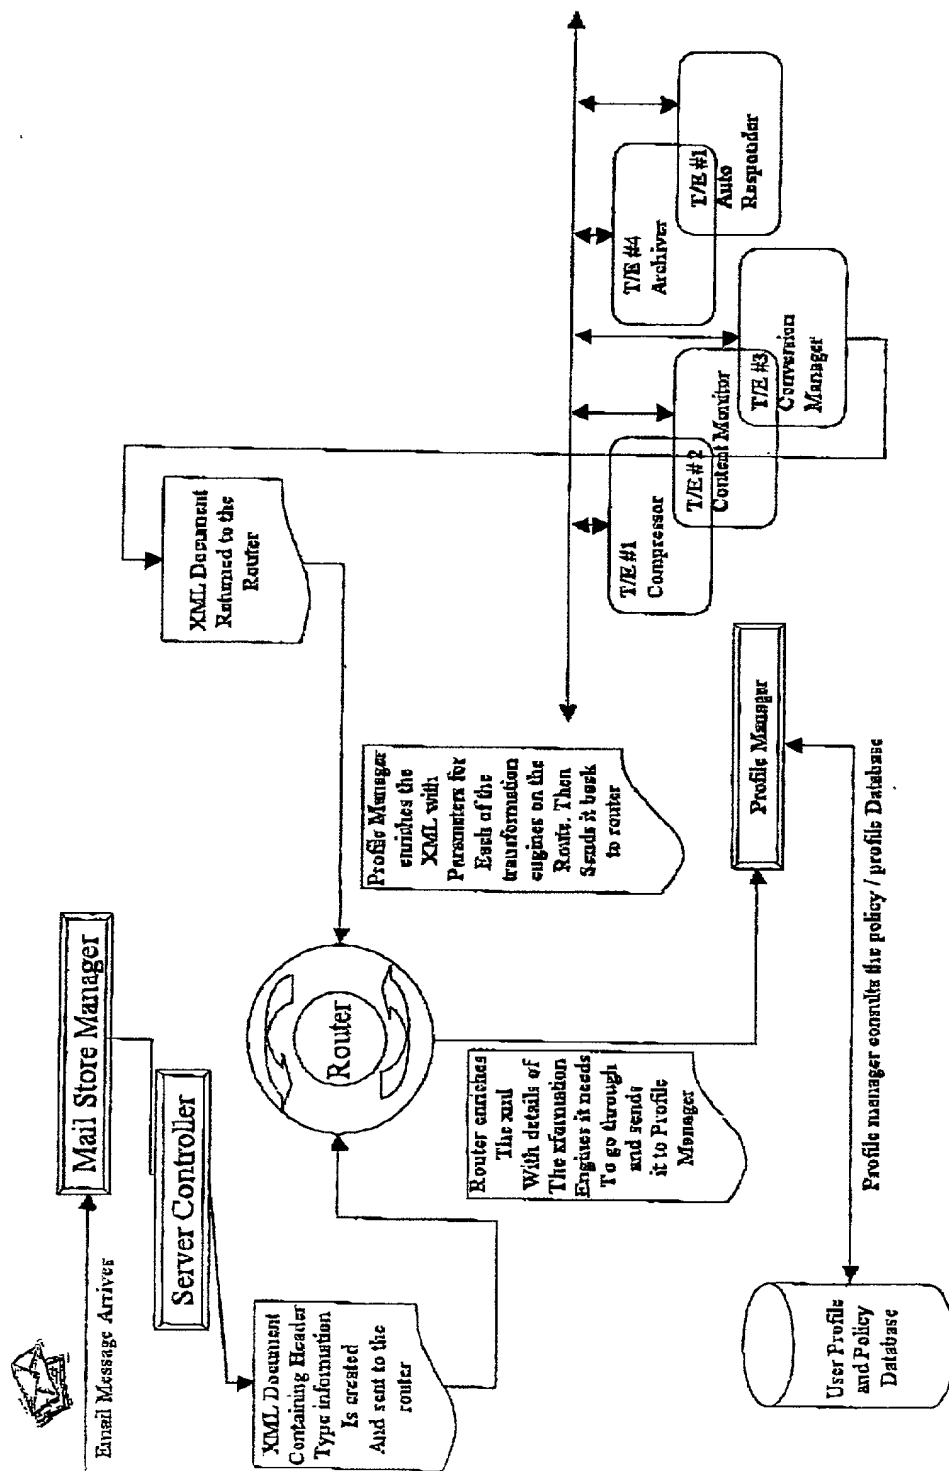 Email Message Arriver
Mail Store Manager
Server Controller
XML Document
Containing Header
Type information
Is created
And sent to the
router
Router
XML Document
Returned to the
Router
Router enriches
The xml
With details of
The xformation
Engines it needs
To go through
and sends
it to Profile
Manager
Profile Manager
enriches the
XML with
Parameters for
Each of the
transformation
engines on the
Route. Then
Sends it back
to router
Profile Manager
User Profile
and Policy
Database
Profile manager consults the policy / profile Database
T/E #1
Compressor
T/E # 2
Content Monitor
T/E #3
Convertion
Manager
T/E #4
Archiver
T/E #1
Auto
Responder